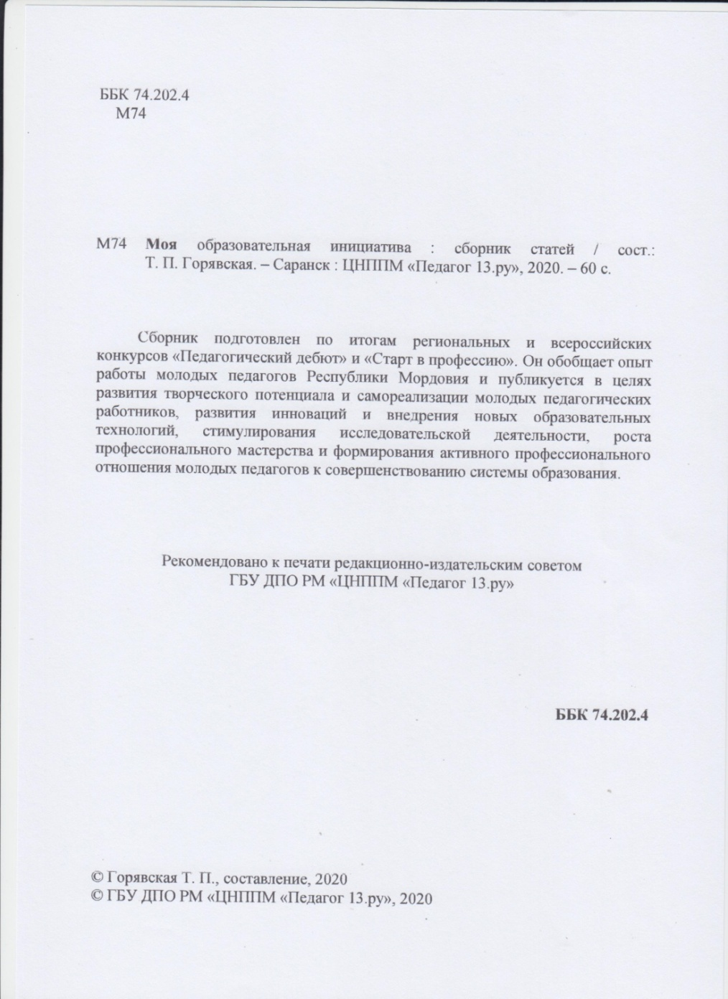 ББК 74.202.4
М74
М74 Моя образовательная инициатива : сборник статей / сост.:
Т. П. Горявская. – Саранск : ЦНППМ «Педагог 13.ру», 2020. – 60 с.
Сборник подготовлен по итогам региональных и всероссийских
конкурсов «Педагогический дебют» и «Старт в профессию». Он обобщает опыт
работы молодых педагогов Республики Мордовия и публикуется в целях
развития творческого потенциала и самореализации молодых педагогических
работников, развития инноваций и внедрения новых образовательных
технологий, стимулирования исследовательской деятельности, роста
профессионального мастерства и формирования активного профессионального
отношения молодых педагогов к совершенствованию системы образования.
Рекомендовано к печати редакционно-издательским советом
ГБУ ДПО РМ «ЦНППМ «Педагог 13.ру»
ББК 74.202.4
© Горявская Т. П., составление, 2020
© ГБУ ДПО РМ «ЦНППМ «Педагог 13.ру», 2020